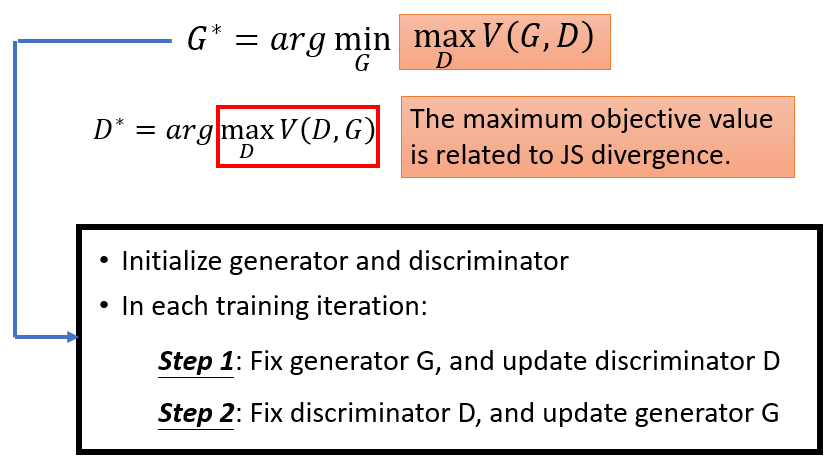 G* = arg min_G max_D V(G, D)
D* = arg max_D V(D, G)
The maximum objective value
is related to JS divergence.
• Initialize generator and discriminator
• In each training iteration:
Step 1: Fix generator G, and update discriminator D
Step 2: Fix discriminator D, and update generator G